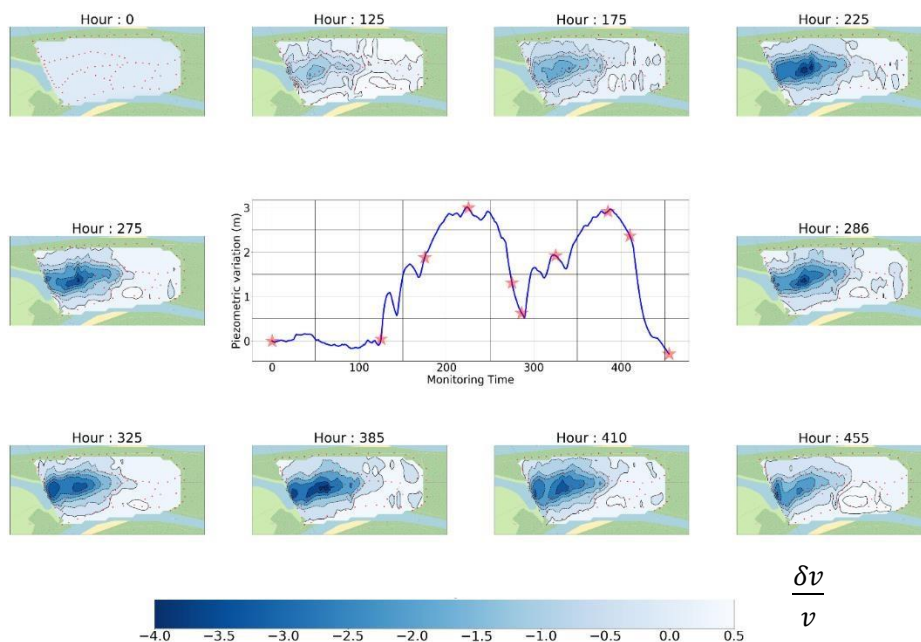 Hour : 0
Hour : 125
Hour : 175
Hour : 225
Hour : 275
Hour : 286
Piezometric variation (m)
3
2
1
0
0 100 200 300 400
Monitoring Time
Hour : 325
Hour : 385
Hour : 410
Hour : 455
δv
v
−4.0 −3.5 −3.0 −2.5 −2.0 −1.5 −1.0 −0.5 0.0 0.5